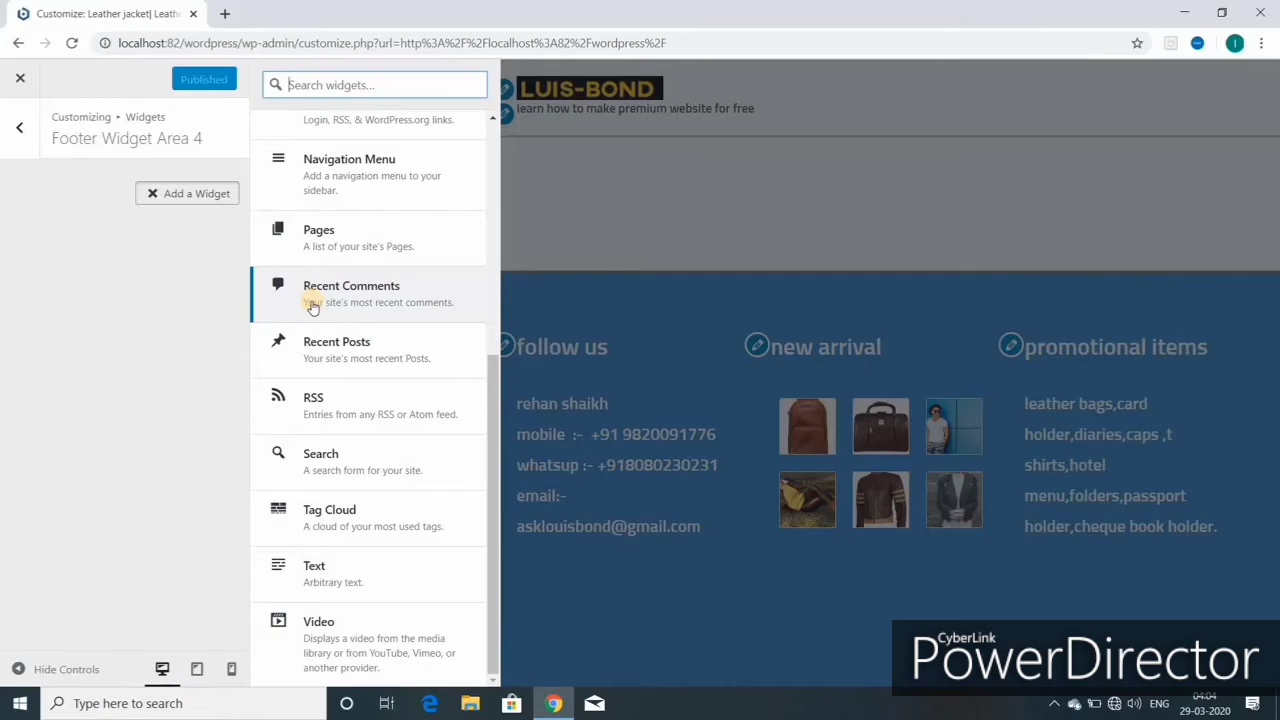 Customize: Leather jacket| Leath
localhost:82/wordpress/wp-admin/customize.php?url=http%3A%2F%2Flocalhost%3A82%2Fwordpress%2F
I
Published
Customizing ▸ Widgets
Footer Widget Area 4
Add a Widget
Search widgets...
Login, RSS, & WordPress.org links.
Navigation Menu
Add a navigation menu to your
sidebar.
Pages
A list of your site's Pages.
Recent Comments
Your site's most recent comments.
Recent Posts
Your site's most recent Posts.
RSS
Entries from any RSS or Atom feed.
Search
A search form for your site.
Tag Cloud
A cloud of your most used tags.
Text
Arbitrary text.
Video
Displays a video from the media
library or from YouTube, Vimeo, or
another provider.
Hide Controls
LUIS-BOND
learn how to make premium website for free
follow us
rehan shaikh
mobile :- +91 9820091776
whatsup :- +918080230231
email:-
asklouisbond@gmail.com
new arrival
promotional items
leather bags,card
holder,diaries,caps ,t
shirts,hotel
menu,folders,passport
holder,cheque book holder.
CyberLink
PowerDirector
Type here to search
ENG
04:04
29-03-2020